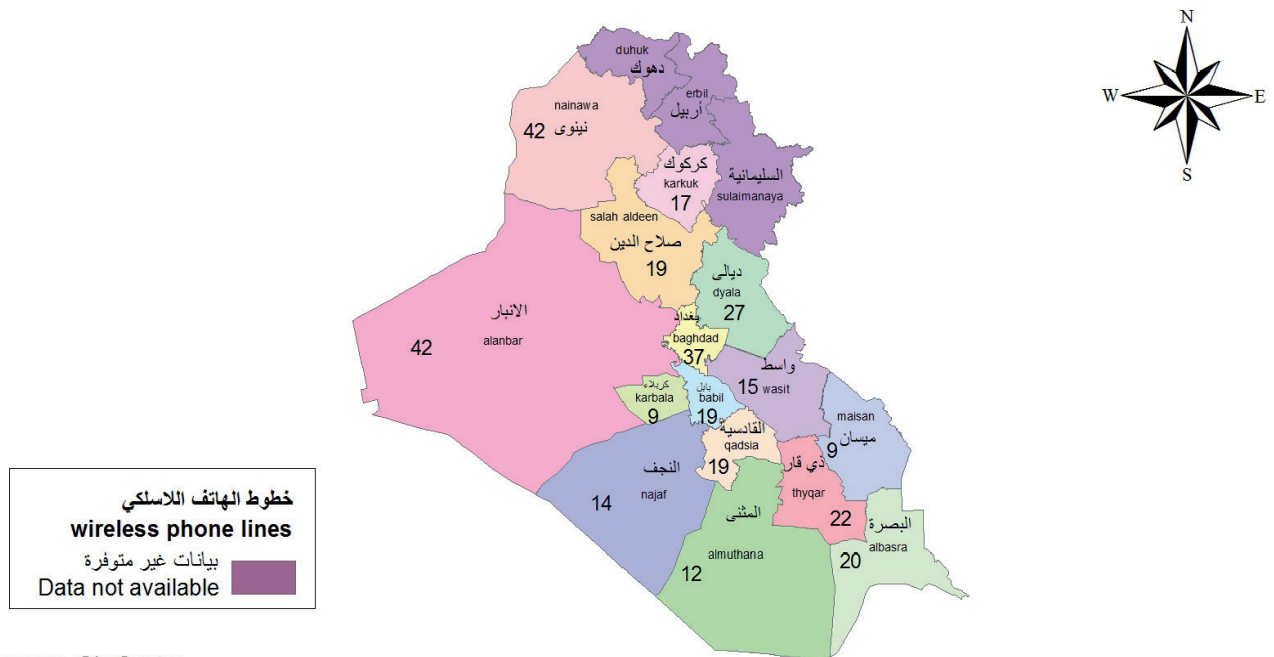 N
W
E
S
duhuk
دهوك
erbil
أربيل
nainawa
نينوى
42
كركوك
karkuk
17
السليمانية
sulaimanaya
salah aldeen
صلاح الدين
19
ديالى
dyala
27
الانبار
alanbar
42
بغداد
baghdad
37
واسط
wasit
15
كربلاء
karbala
9
بابل
babil
19
maisan
ميسان
9
القادسية
qadsia
19
النجف
najaf
14
ذي قار
thyqar
22
المثنى
almuthana
12
البصرة
albasra
20
خطوط الهاتف اللاسلكي
wireless phone lines
بيانات غير متوفرة
Data not available